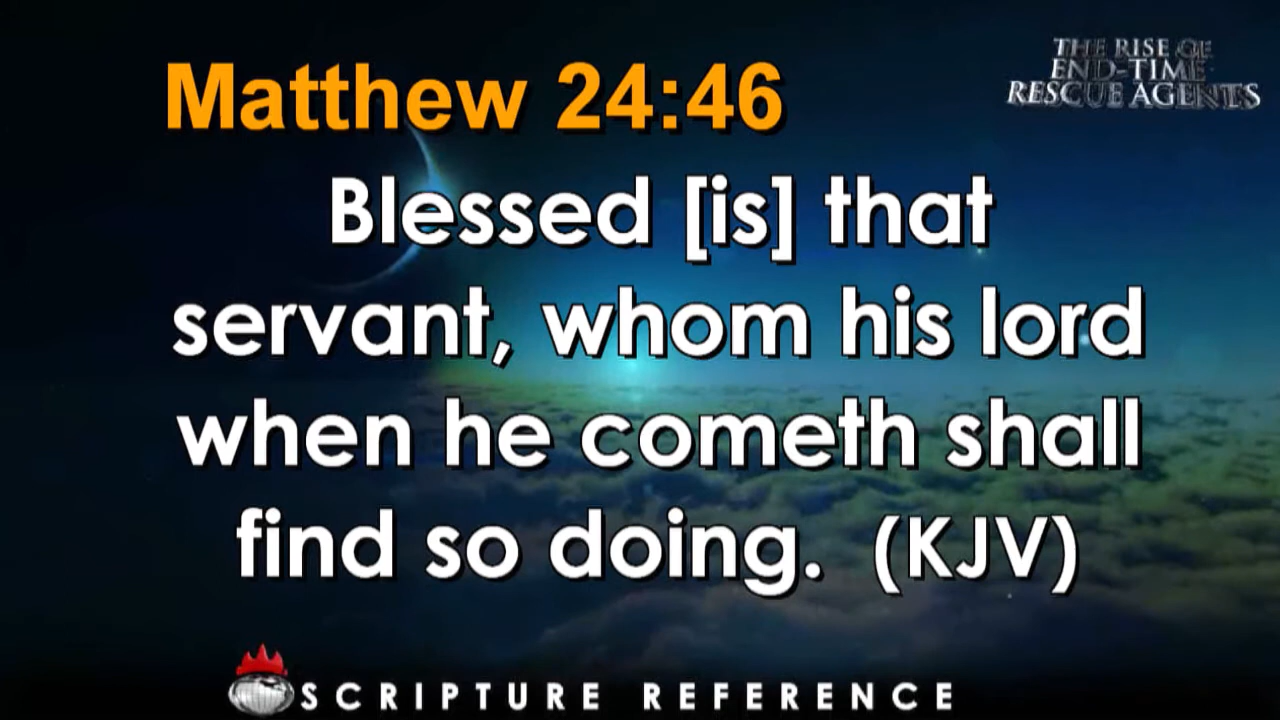 Matthew 24:46
THE RISE OF
END-TIME
RESCUE AGENTS
Blessed [is] that
servant, whom his lord
when he cometh shall
find so doing. (KJV)
SCRIPTURE REFERENCE